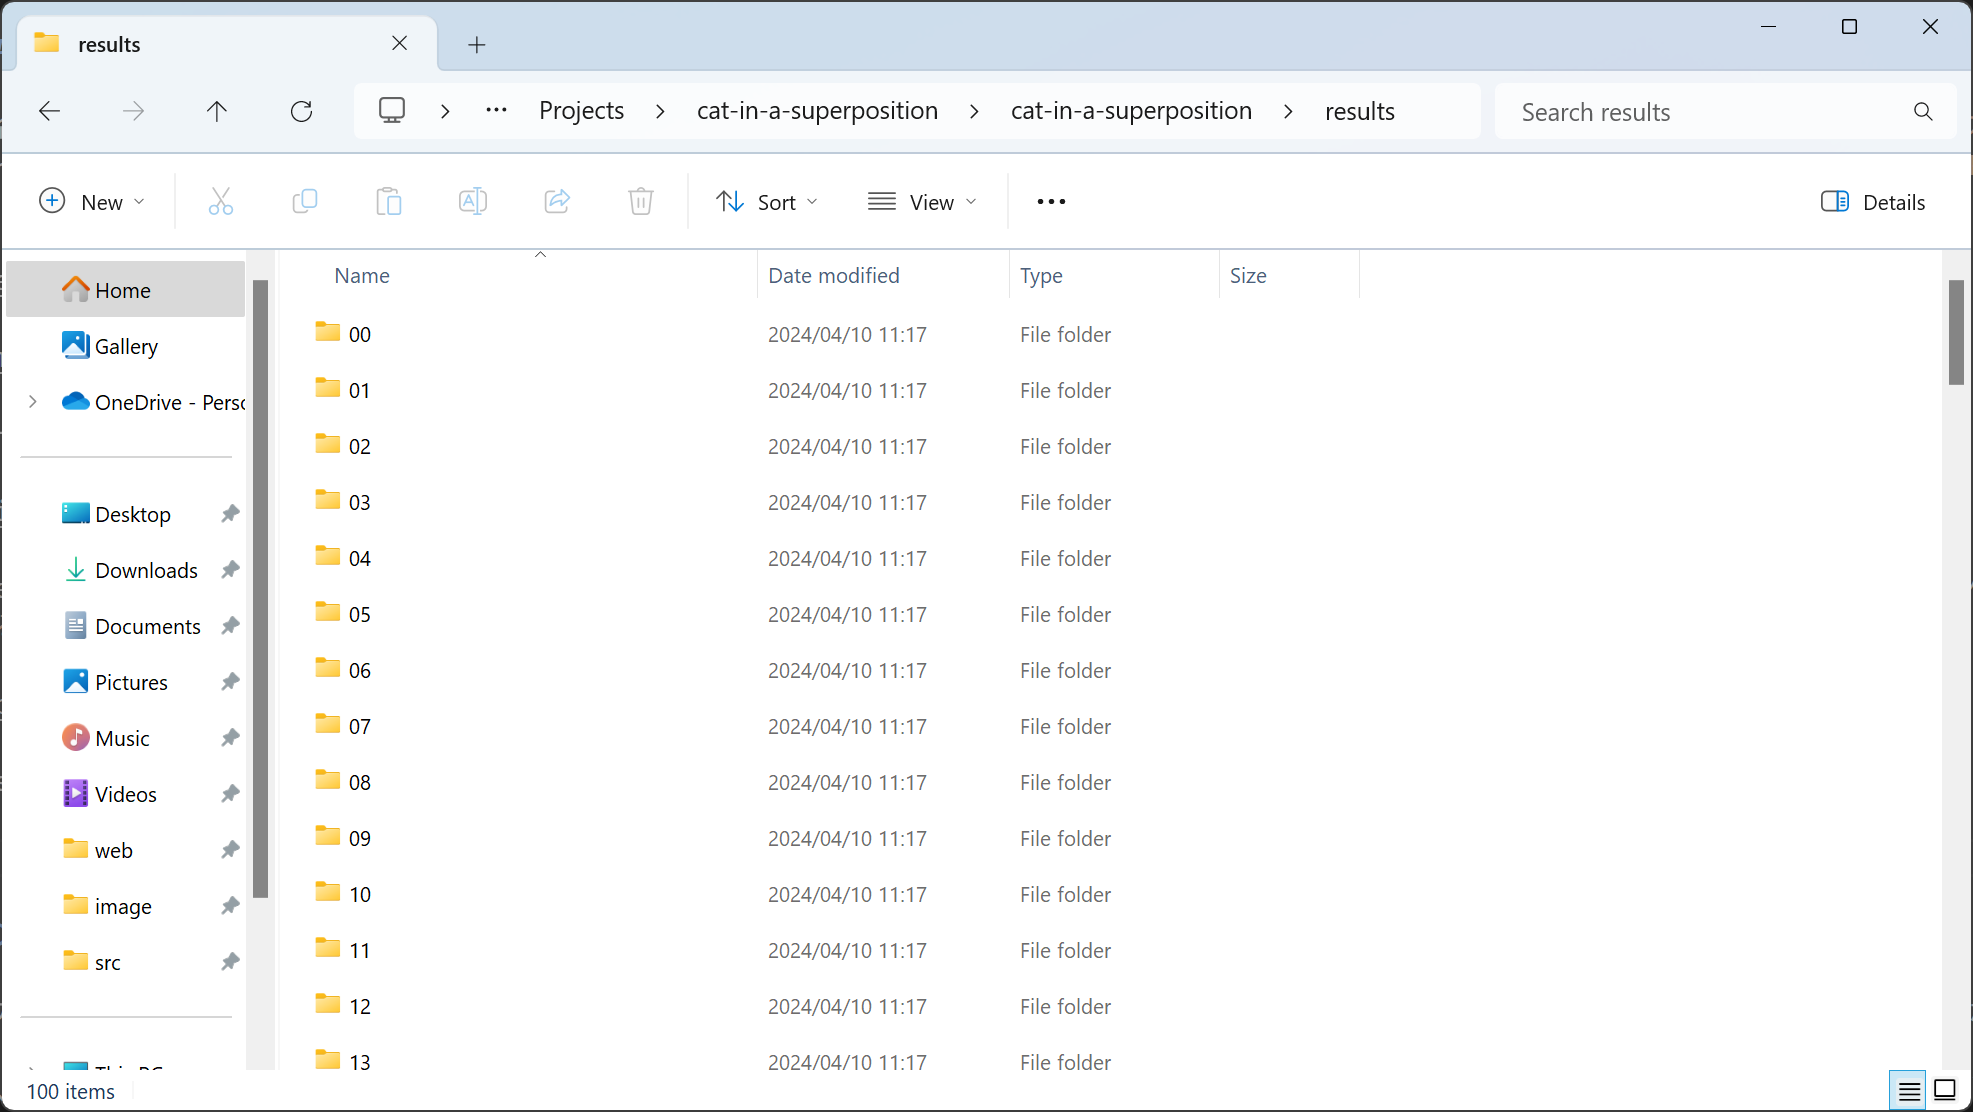 results
Projects
cat-in-a-superposition
cat-in-a-superposition
results
Search results
New
Sort
View
Details
Home
Gallery
OneDrive - Pers
Desktop
Downloads
Documents
Pictures
Music
Videos
web
image
src
Name Date modified Type Size
00 2024/04/10 11:17 File folder
01 2024/04/10 11:17 File folder
02 2024/04/10 11:17 File folder
03 2024/04/10 11:17 File folder
04 2024/04/10 11:17 File folder
05 2024/04/10 11:17 File folder
06 2024/04/10 11:17 File folder
07 2024/04/10 11:17 File folder
08 2024/04/10 11:17 File folder
09 2024/04/10 11:17 File folder
10 2024/04/10 11:17 File folder
11 2024/04/10 11:17 File folder
12 2024/04/10 11:17 File folder
13 2024/04/10 11:17 File folder
100 items